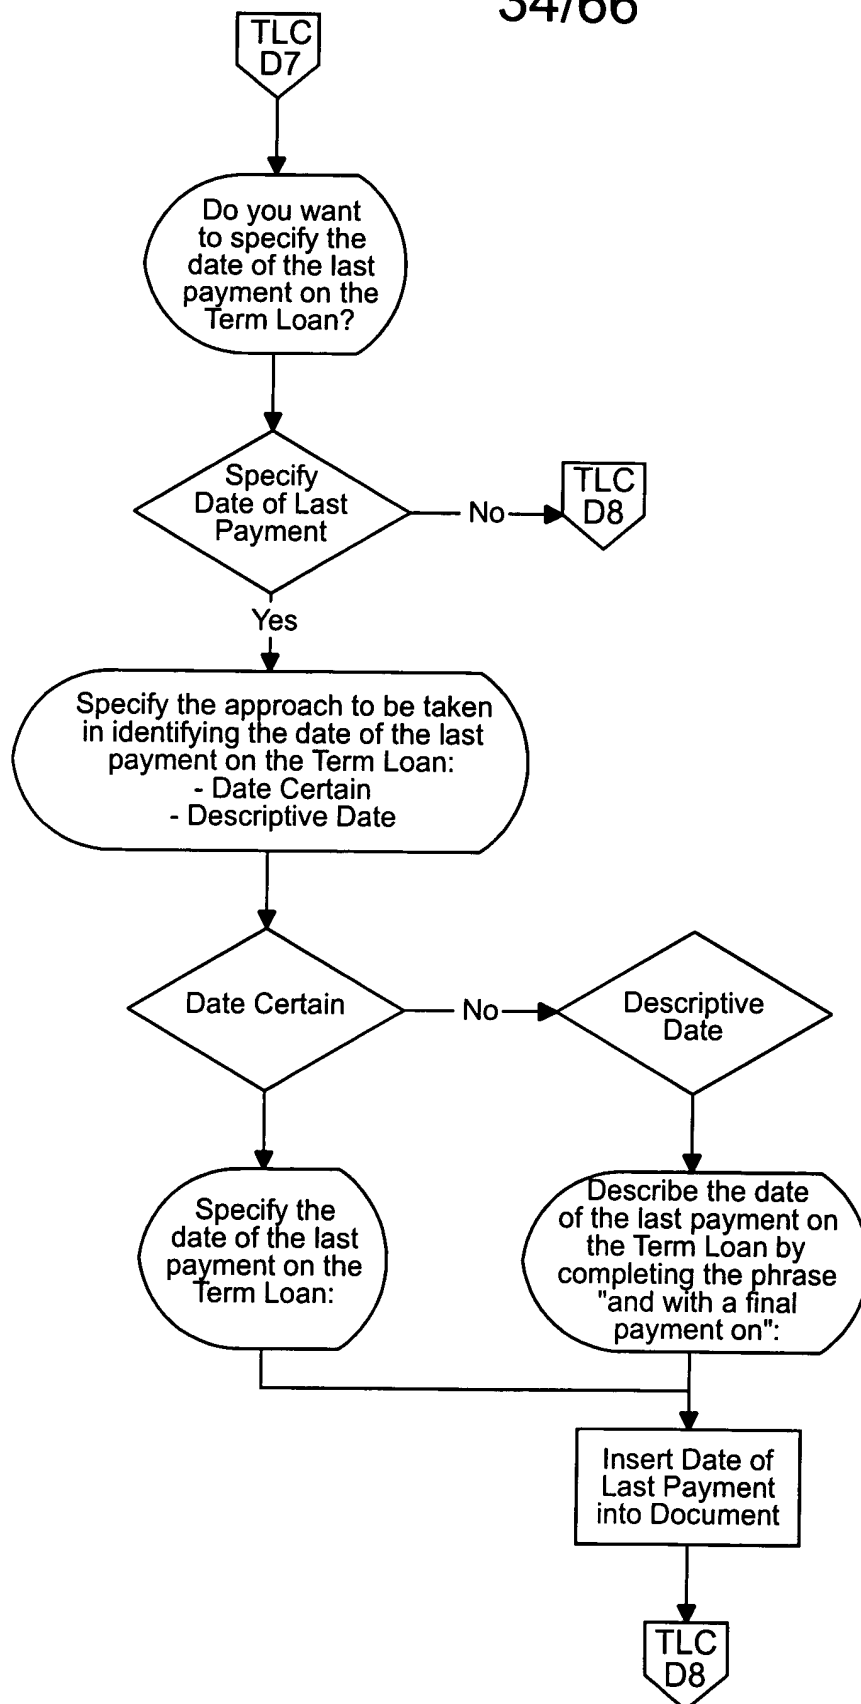 34/66
TLC
D7
Do you want
to specify the
date of the last
payment on the
Term Loan?
Specify
Date of Last
Payment
No
TLC
D8
Yes
Specify the approach to be taken
in identifying the date of the last
payment on the Term Loan:
- Date Certain
- Descriptive Date
Date Certain
No
Descriptive
Date
Specify the
date of the last
payment on the
Term Loan:
Describe the date
of the last payment on
the Term Loan by
completing the phrase
"and with a final
payment on":
Insert Date of
Last Payment
into Document
TLC
D8